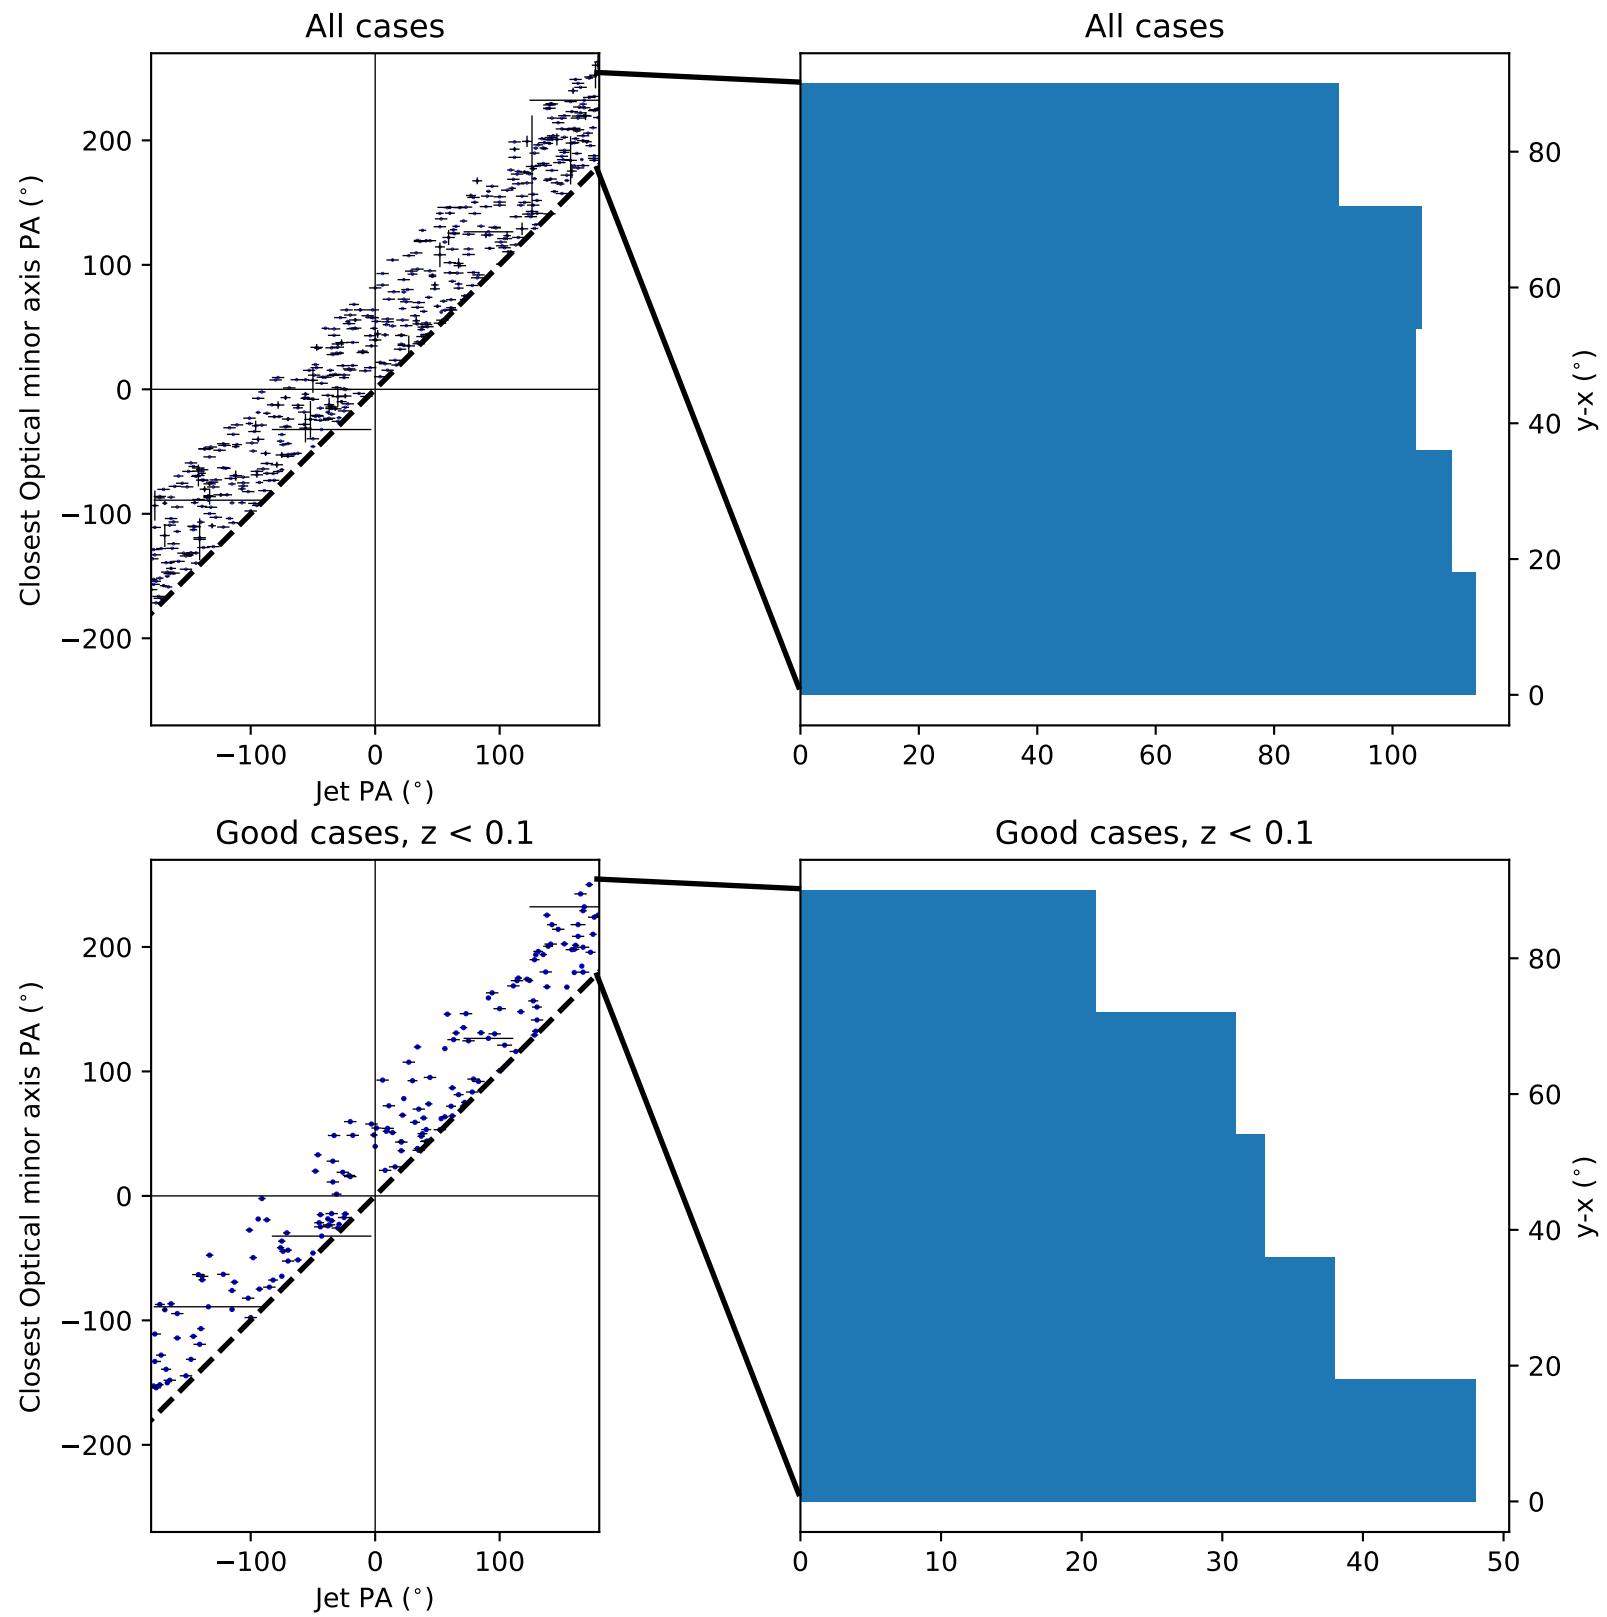 All cases
All cases
Closest Optical minor axis PA (°)
200
100
0
−100
−200
−100 0 100
Jet PA (°)
80
60
40
20
0
y-x (°)
0 20 40 60 80 100
Good cases, z < 0.1
Good cases, z < 0.1
Closest Optical minor axis PA (°)
200
100
0
−100
−200
−100 0 100
Jet PA (°)
80
60
40
20
0
y-x (°)
0 10 20 30 40 50